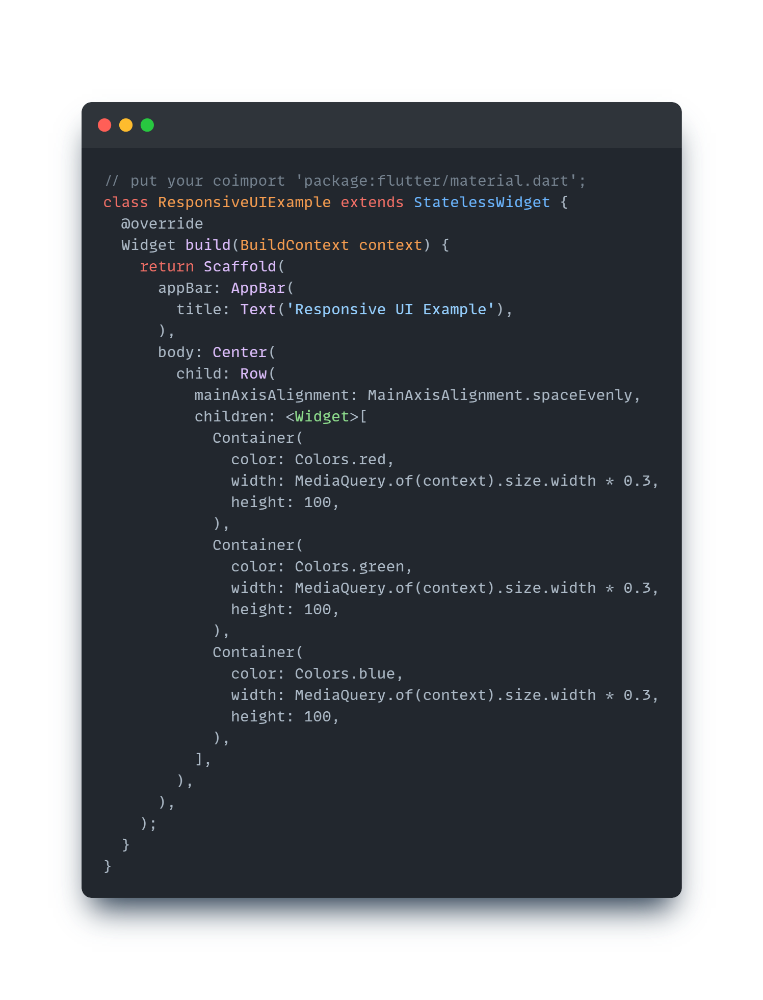 // put your coimport 'package:flutter/material.dart';
class ResponsiveUIExample extends StatelessWidget {
  @override
  Widget build(BuildContext context) {
    return Scaffold(
      appBar: AppBar(
        title: Text('Responsive UI Example'),
      ),
      body: Center(
        child: Row(
          mainAxisAlignment: MainAxisAlignment.spaceEvenly,
          children: <Widget>[
            Container(
              color: Colors.red,
              width: MediaQuery.of(context).size.width * 0.3,
              height: 100,
            ),
            Container(
              color: Colors.green,
              width: MediaQuery.of(context).size.width * 0.3,
              height: 100,
            ),
            Container(
              color: Colors.blue,
              width: MediaQuery.of(context).size.width * 0.3,
              height: 100,
            ),
          ],
        ),
      ),
    );
  }
}